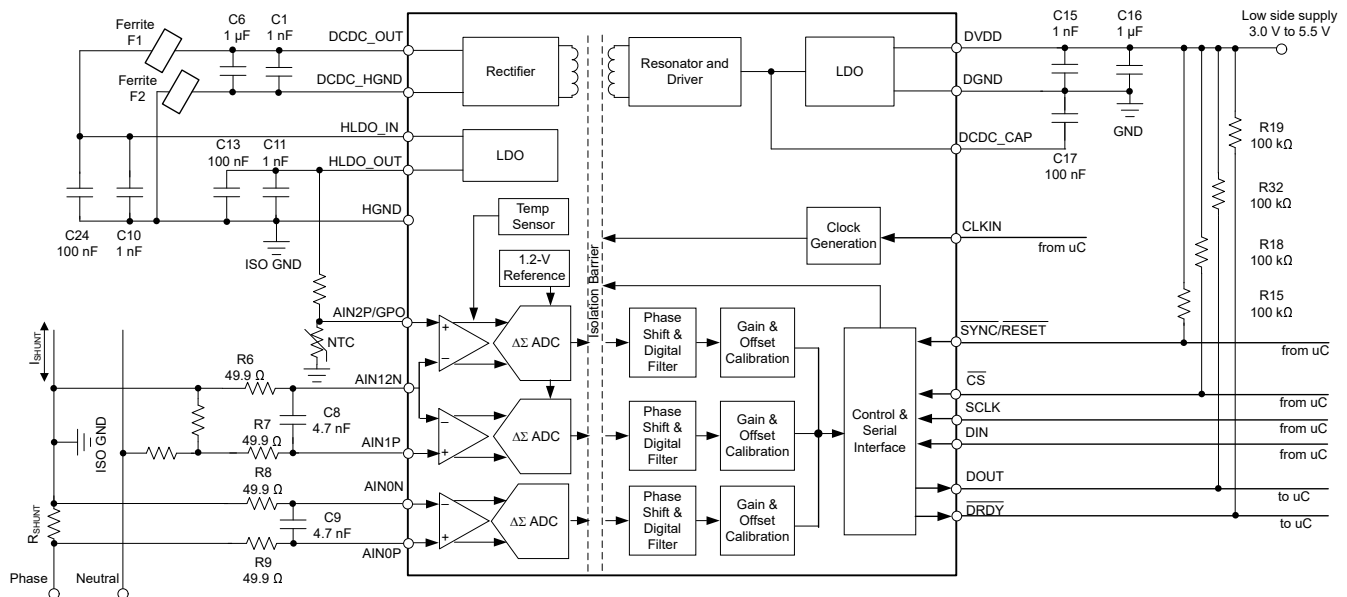 Ferrite
F1
C6
1 µF
C1
1 nF
DCDC_OUT
Ferrite
F2
DCDC_HGND
Rectifier
Resonator and
Driver
LDO
DVDD
DGND
C15
1 nF
C16
1 µF
Low side supply
3.0 V to 5.5 V
GND
HLDO_IN
C13
100 nF
C11
1 nF
HLDO_OUT
LDO
DCDC_CAP
C17
100 nF
R19
100 kΩ
R32
100 kΩ
R18
100 kΩ
R15
100 kΩ
HGND
C24
100 nF
C10
1 nF
ISO GND
Temp
Sensor
1.2-V
Reference
Isolation Barrier
Clock
Generation
CLKIN
from uC
AIN2P/GPO
NTC
+
−
ΔΣ ADC
Phase
Shift &
Digital
Filter
Gain &
Offset
Calibration
SYNC/RESET
from uC
ISHUNT
R6
49.9 Ω
AIN12N
C8
4.7 nF
R7
49.9 Ω
AIN1P
ISO GND
−
+
ΔΣ ADC
Phase
Shift &
Digital
Filter
Gain &
Offset
Calibration
Control &
Serial
Interface
CS
from uC
SCLK
from uC
DIN
from uC
R8
49.9 Ω
AIN0N
C9
4.7 nF
RSHUNT
AIN0P
R9
49.9 Ω
−
+
ΔΣ ADC
Phase
Shift &
Digital
Filter
Gain &
Offset
Calibration
DOUT
to uC
DRDY
to uC
Phase
Neutral